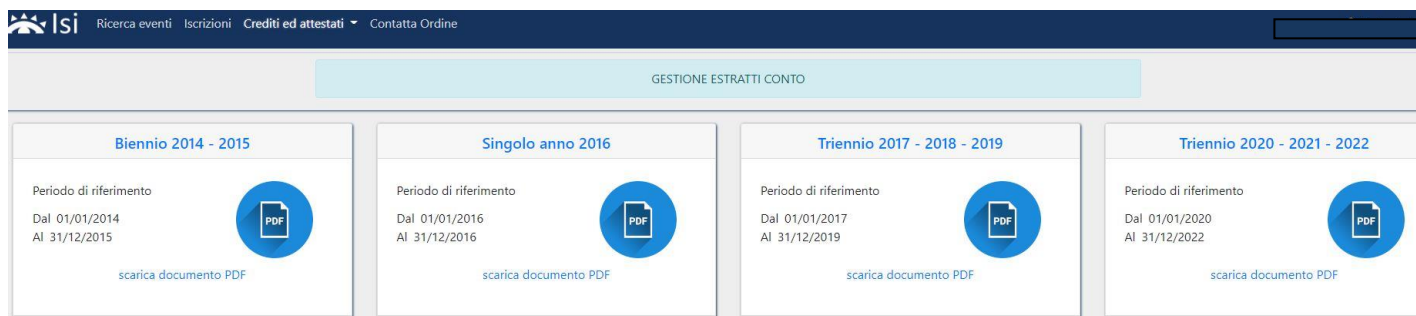 lsi Ricerca eventi Iscrizioni Crediti ed attestati Contatta Ordine
GESTIONE ESTRATTI CONTO
Biennio 2014 - 2015
Periodo di riferimento
Dal 01/01/2014
Al 31/12/2015
PDF
scarica documento PDF
Singolo anno 2016
Periodo di riferimento
Dal 01/01/2016
Al 31/12/2016
PDF
scarica documento PDF
Triennio 2017 - 2018 - 2019
Periodo di riferimento
Dal 01/01/2017
Al 31/12/2019
PDF
scarica documento PDF
Triennio 2020 - 2021 - 2022
Periodo di riferimento
Dal 01/01/2020
Al 31/12/2022
PDF
scarica documento PDF